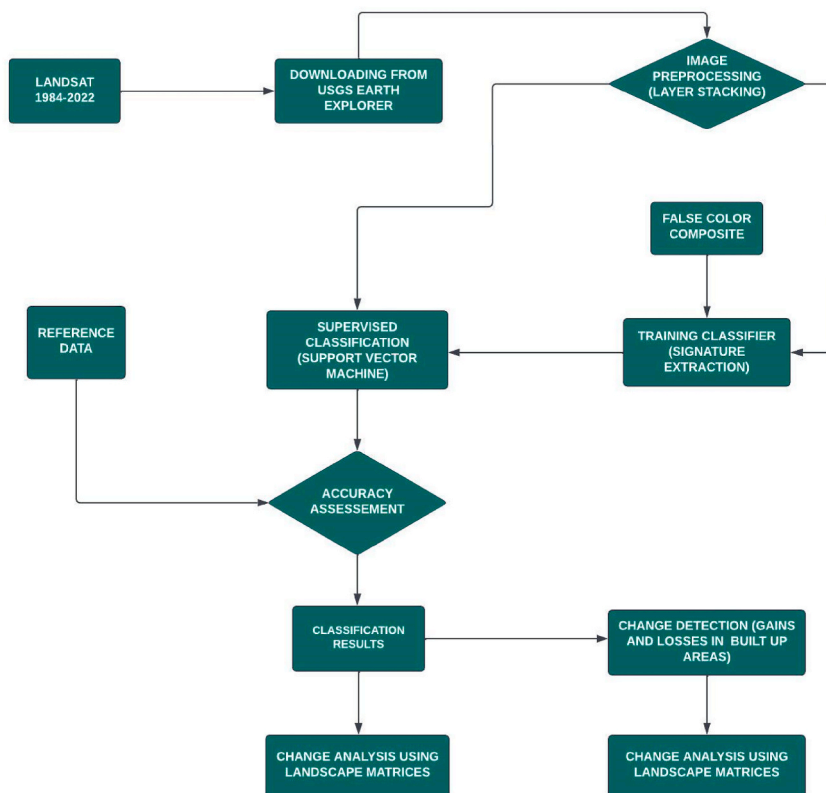 LANDSAT
1984-2022
DOWNLOADING FROM
USGS EARTH
EXPLORER
IMAGE
PREPROCESSING
(LAYER STACKING)
FALSE COLOR
COMPOSITE
REFERENCE
DATA
SUPERVISED
CLASSIFICATION
(SUPPORT VECTOR
MACHINE)
TRAINING CLASSIFIER
(SIGNATURE
EXTRACTION)
ACCURACY
ASSESSEMENT
CLASSIFICATION
RESULTS
CHANGE DETECTION (GAINS
AND LOSSES IN BUILT UP
AREAS)
CHANGE ANALYSIS USING
LANDSCAPE MATRICES
CHANGE ANALYSIS USING
LANDSCAPE MATRICES